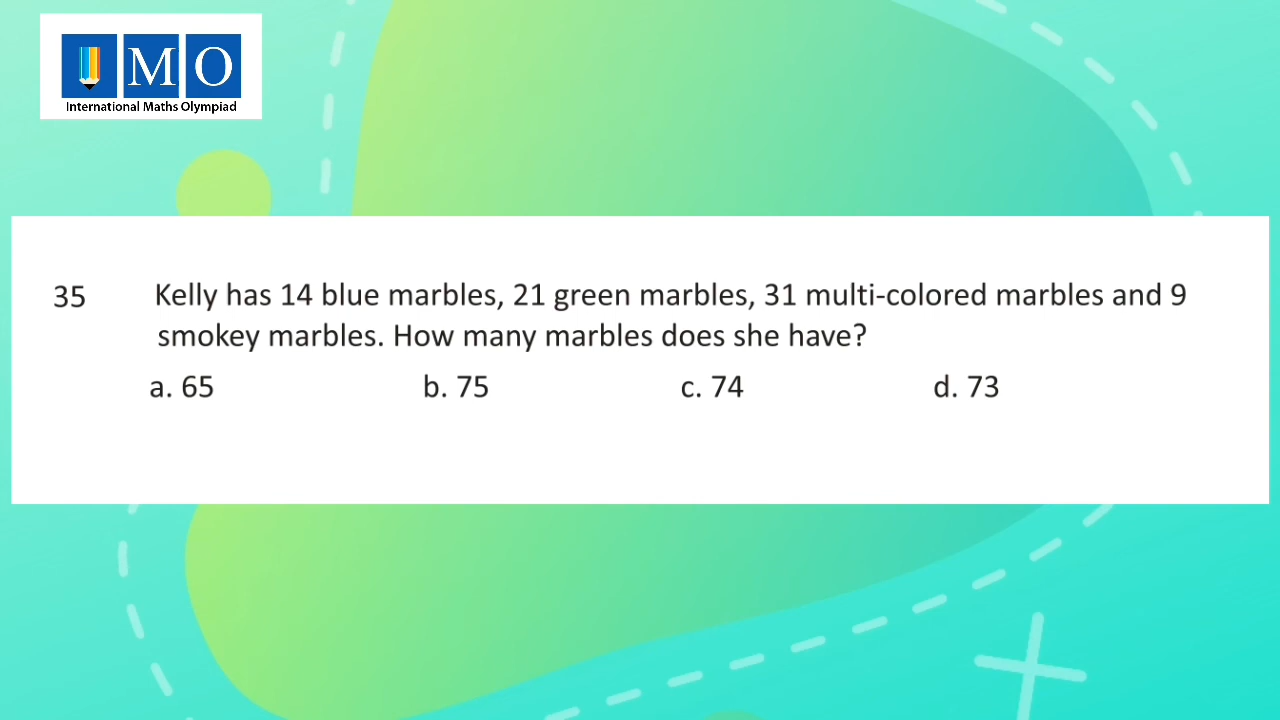 MO
International Maths Olympiad
35 Kelly has 14 blue marbles, 21 green marbles, 31 multi-colored marbles and 9
smokey marbles. How many marbles does she have?
a. 65 b. 75 c. 74 d. 73